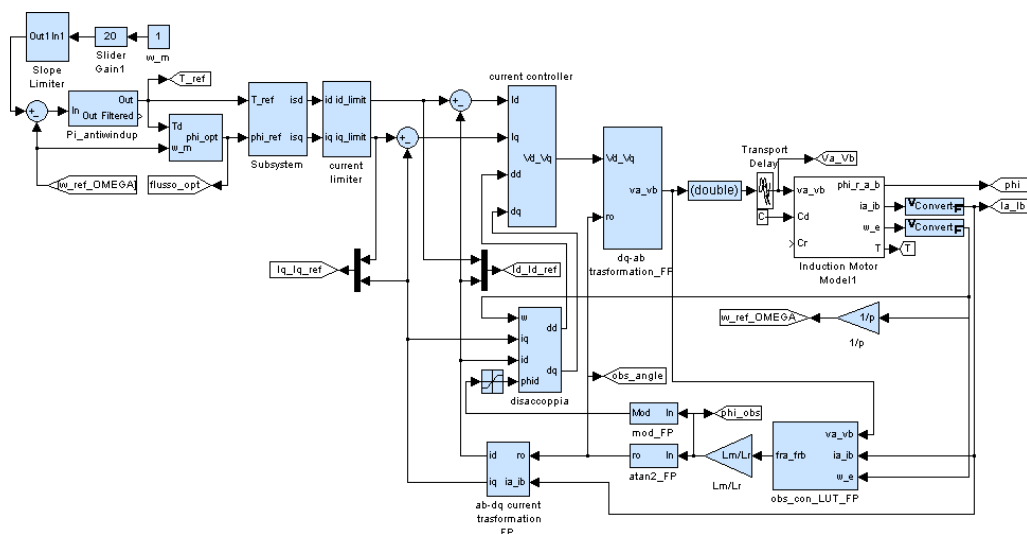 Out1 In1
Slope
Limiter
20
Slider
Gain1
1
w_m
T_ref
In
Out
Out Filtered
Pi_antiwindup
Td
w_m
phi_opt
[w_ref_OMEGA]
flusso_opt
T_ref
phi_ref
isd
isq
Subsystem
id
iq
id_limit
iq_limit
current
limiter
current controller
Id
Iq
dd
dq
Vd_Vq
Vd_Vq
va_vb
ro
dq-ab
trasformation_FP
(double)
Transport
Delay
Va_Vb
C
va_vb
Cd
Cr
phi_r_a_b
ia_ib
w_e
T
Induction Motor
Model1
Convert
Convert
phi
Ia_Ib
T
Iq_Iq_ref
Id_Id_ref
w
iq
id
phid
dd
dq
disaccoppia
w_ref_OMEGA
1/p
1/p
obs_angle
Mod
In
mod_FP
phi_obs
ro
In
atan2_FP
Lm/Lr
Lm/Lr
fra_frb
va_vb
ia_ib
w_e
obs_con_LUT_FP
id
iq
ro
ia_ib
ab-dq current
trasformation
FP